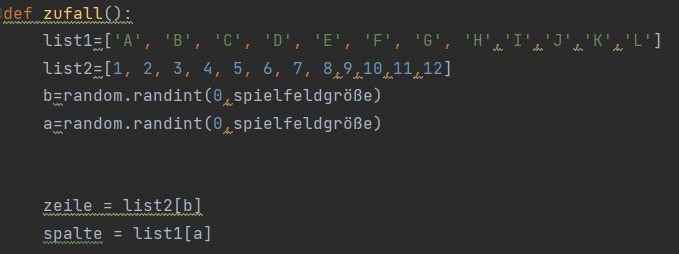 def zufall():
    list1=['A', 'B', 'C', 'D', 'E', 'F', 'G', 'H','I','J','K','L']
    list2=[1, 2, 3, 4, 5, 6, 7, 8,9,10,11,12]
    b=random.randint(0,spielfeldgröße)
    a=random.randint(0,spielfeldgröße)
    zeile = list2[b]
    spalte = list1[a]